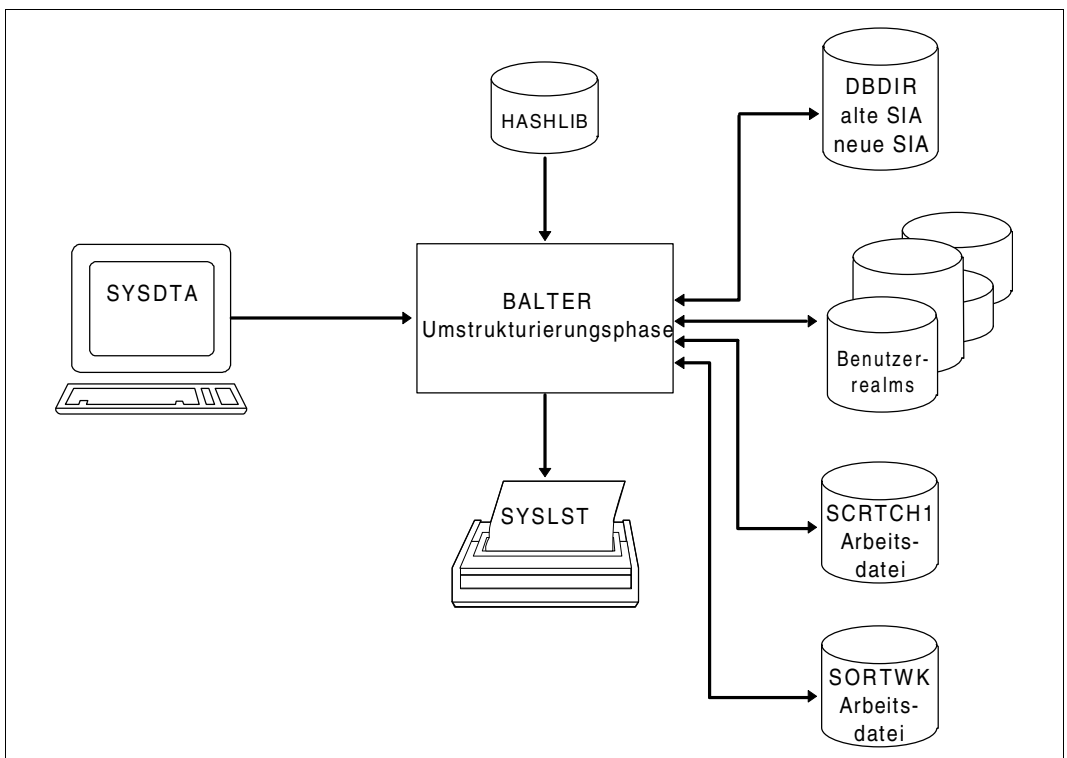 HASHLIB
DBDIR
alte SIA
neue SIA
SYSDTA
BALTER
Umstrukturierungsphase
Benutzer-
realms
SYSLST
SCRTCH1
Arbeits-
datei
SORTWK
Arbeits-
datei